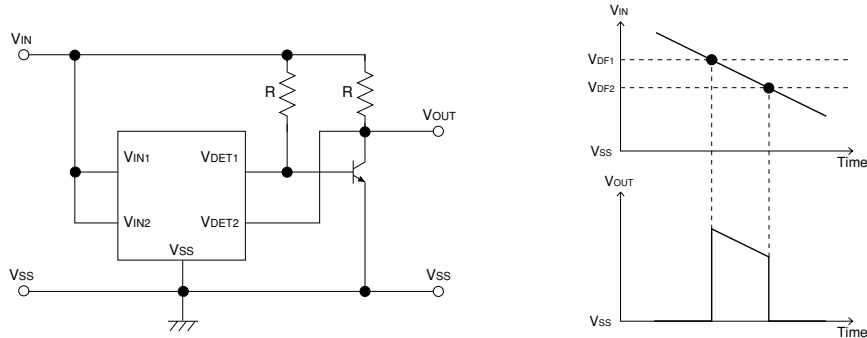 VIN
R
R
VOUT
VIN1
VDET1
VIN2
VDET2
VSS
VSS
VSS
VIN
VDF1
VDF2
VSS
Time
VOUT
VSS
Time